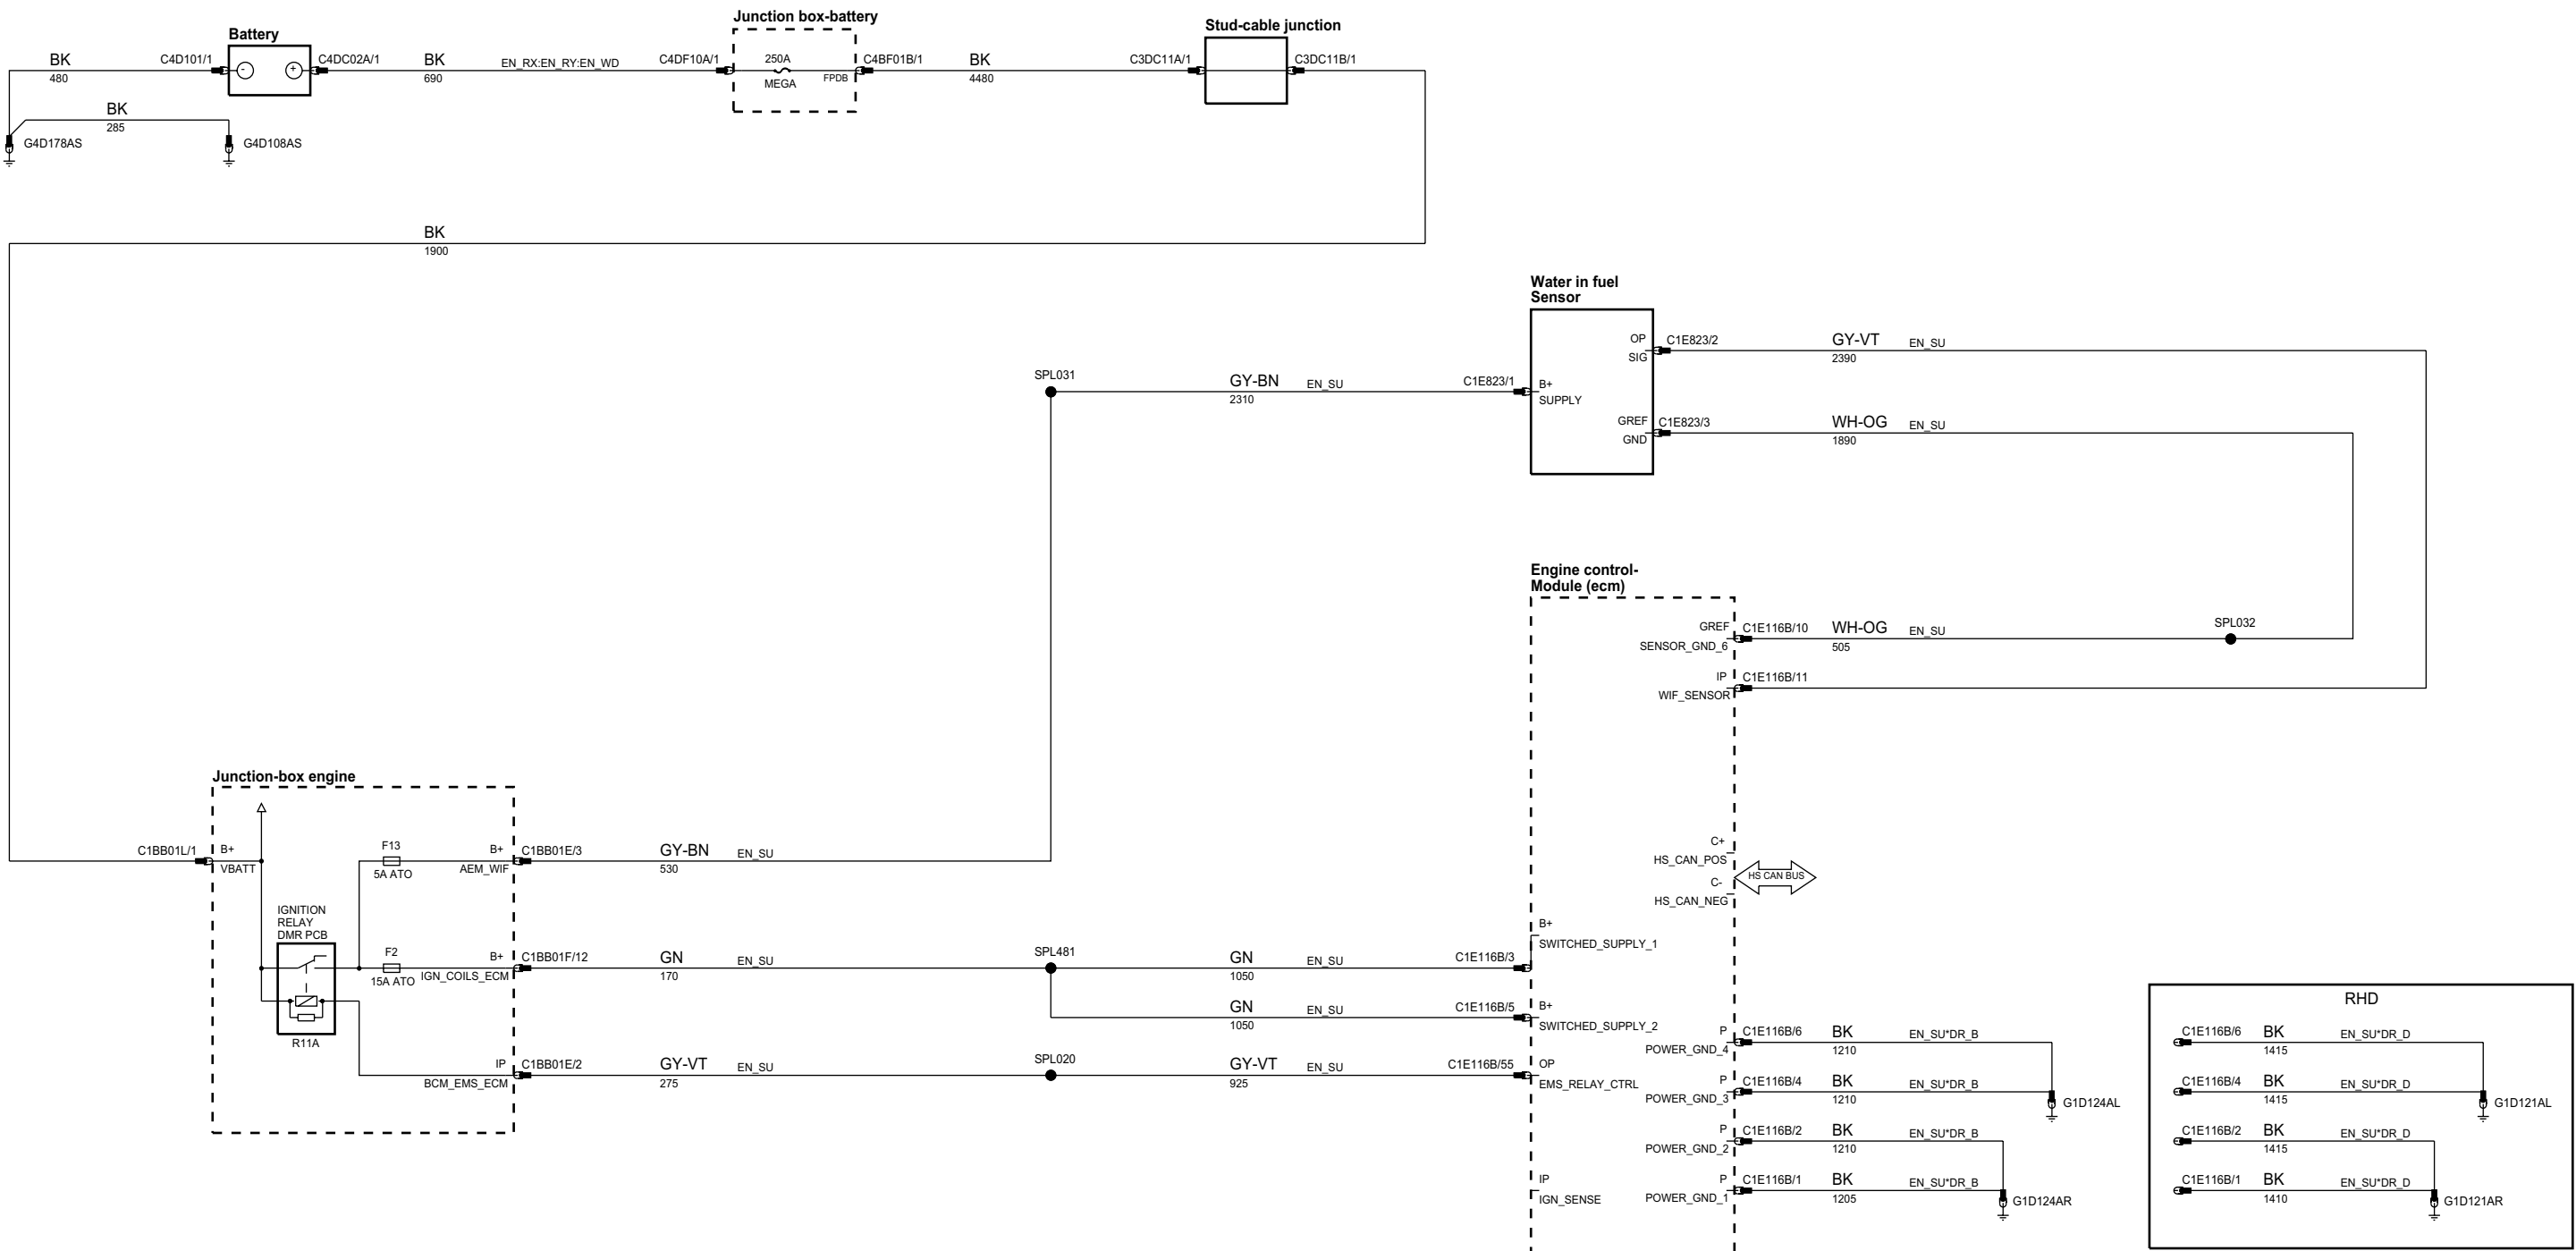 Battery
Junction box-battery
Stud-cable junction
BK
480
C4D101/1
-
+
C4DC02A/1
BK
690
EN_RX:EN_RY:EN_WD
C4DF10A/1
250A
MEGA
FPDB
C4BF01B/1
BK
4480
C3DC11A/1
C3DC11B/1
BK
285
G4D178AS
G4D108AS
BK
1900
Water in fuel
Sensor
OP
SIG
C1E823/2
GY-VT
2390
EN_SU
SPL031
GY-BN
2310
EN_SU
C1E823/1
B+
SUPPLY
GREF
GND
C1E823/3
WH-OG
1890
EN_SU
Engine control-
Module (ecm)
GREF
SENSOR_GND_6
C1E116B/10
WH-OG
505
EN_SU
SPL032
IP
WIF_SENSOR
C1E116B/11
Junction-box engine
C1BB01L/1
B+
VBATT
F13
5A ATO
B+
AEM_WIF
C1BB01E/3
GY-BN
530
EN_SU
C+
HS_CAN_POS
C-
HS_CAN_NEG
HS CAN BUS
IGNITION
RELAY
DMR PCB
R11A
F2
15A ATO
B+
IGN_COILS_ECM
C1BB01F/12
GN
170
EN_SU
SPL481
GN
1050
EN_SU
C1E116B/3
B+
SWITCHED_SUPPLY_1
GN
1050
EN_SU
C1E116B/5
B+
SWITCHED_SUPPLY_2
IP
BCM_EMS_ECM
C1BB01E/2
GY-VT
275
EN_SU
SPL020
GY-VT
925
EN_SU
C1E116B/55
OP
EMS_RELAY_CTRL
P
POWER_GND_4
C1E116B/6
BK
1210
EN_SU*DR_B
P
POWER_GND_3
C1E116B/4
BK
1210
EN_SU*DR_B
G1D124AL
P
POWER_GND_2
C1E116B/2
BK
1210
EN_SU*DR_B
IP
IGN_SENSE
P
POWER_GND_1
C1E116B/1
BK
1205
EN_SU*DR_B
G1D124AR
RHD
C1E116B/6
BK
1415
EN_SU*DR_D
C1E116B/4
BK
1415
EN_SU*DR_D
G1D121AL
C1E116B/2
BK
1415
EN_SU*DR_D
C1E116B/1
BK
1410
EN_SU*DR_D
G1D121AR